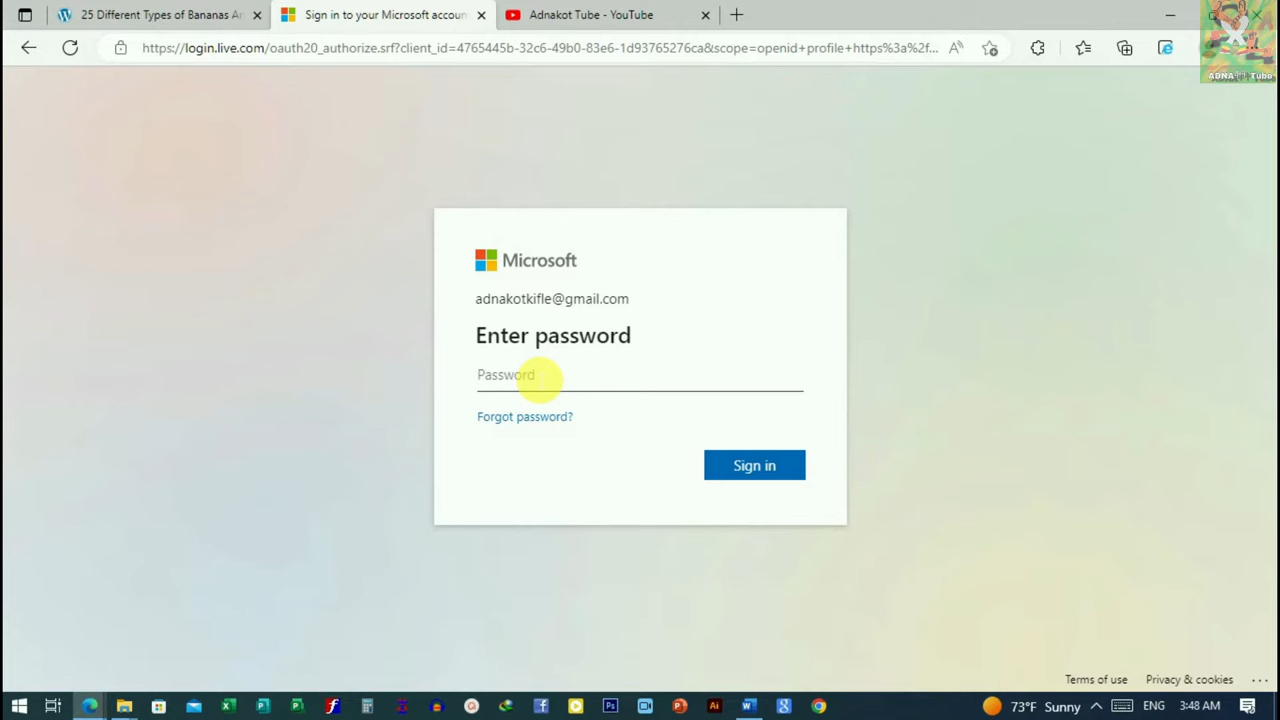 25 Different Types of Bananas Ar
Sign in to your Microsoft accoun
Adnakot Tube - YouTube
https://login.live.com/oauth20_authorize.srf?client_id=4765445b-32c6-49b0-83e6-1d93765276ca&scope=openid+profile+https%3a%2f...
Microsoft
adnakotkifle@gmail.com
Enter password
Password
Forgot password?
Sign in
Terms of use
Privacy & cookies
73°F Sunny
ENG
3:48 AM